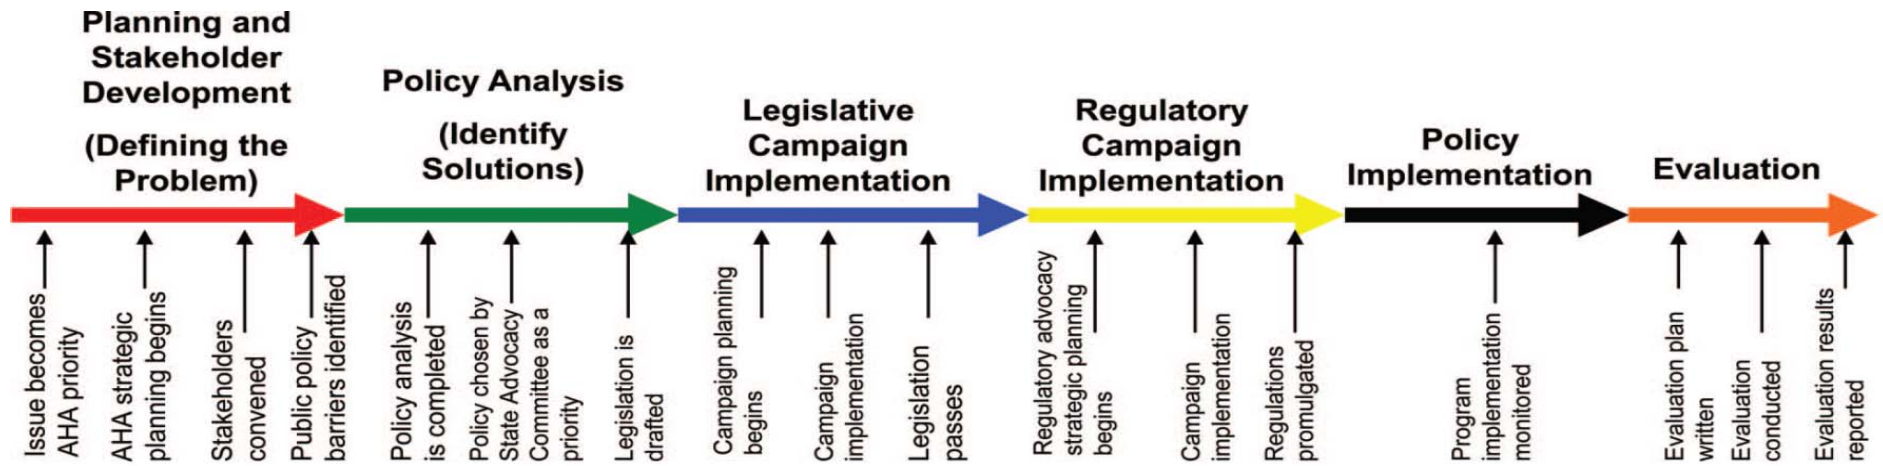 Planning and
Stakeholder
Development
(Defining the
Problem)
Policy Analysis
(Identify
Solutions)
Legislative
Campaign
Implementation
Regulatory
Campaign
Implementation
Policy
Implementation
Evaluation
Issue becomes
AHA priority
AHA strategic
planning begins
Stakeholders
convened
Public policy
barriers identified
Policy analysis
is completed
Policy chosen by
State Advocacy
Committee as a
priority
Legislation is
drafted
Campaign planning
begins
Campaign
implementation
Legislation
passes
Regulatory advocacy
strategic planning
begins
Campaign
implementation
Regulations
promulgated
Program
implementation
monitored
Evaluation plan
written
Evaluation
conducted
Evaluation results
reported